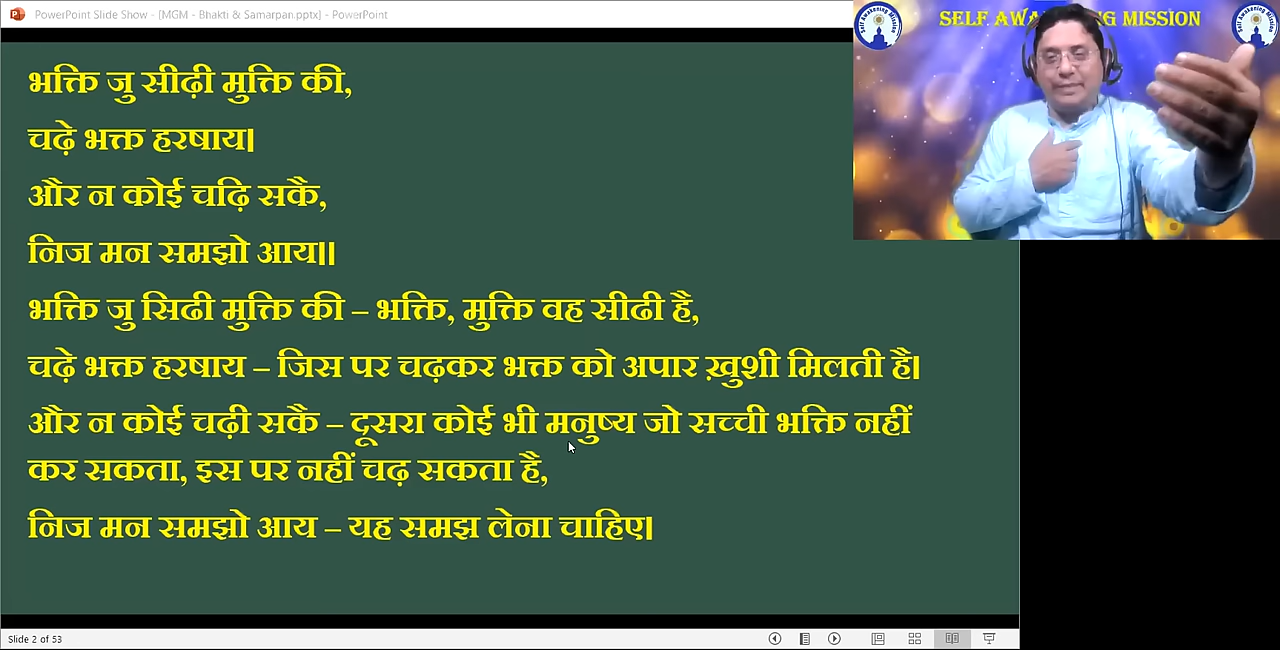 PowerPoint Slide Show - [MGM - Bhakti & Samarpan.pptx] - PowerPoint
SELF AWAKENING MISSION
भक्ति जु सीढ़ी मुक्ति की,
चढ़े भक्त हरषाय।
और न कोई चढ़ि सकै,
निज मन समझो आय॥
भक्ति जु सिढी मुक्ति की – भक्ति, मुक्ति वह सीढी है,
चढ़े भक्त हरषाय – जिस पर चढ़कर भक्त को अपार ख़ुशी मिलती है।
और न कोई चढ़ी सकै – दूसरा कोई भी मनुष्य जो सच्ची भक्ति नहीं
कर सकता, इस पर नहीं चढ़ सकता है,
निज मन समझो आय – यह समझ लेना चाहिए।
Slide 2 of 53